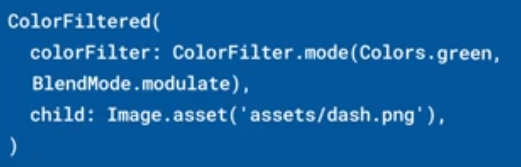 ColorFiltered(
  colorFilter: ColorFilter.mode(Colors.green,
  BlendMode.modulate),
  child: Image.asset('assets/dash.png'),
)